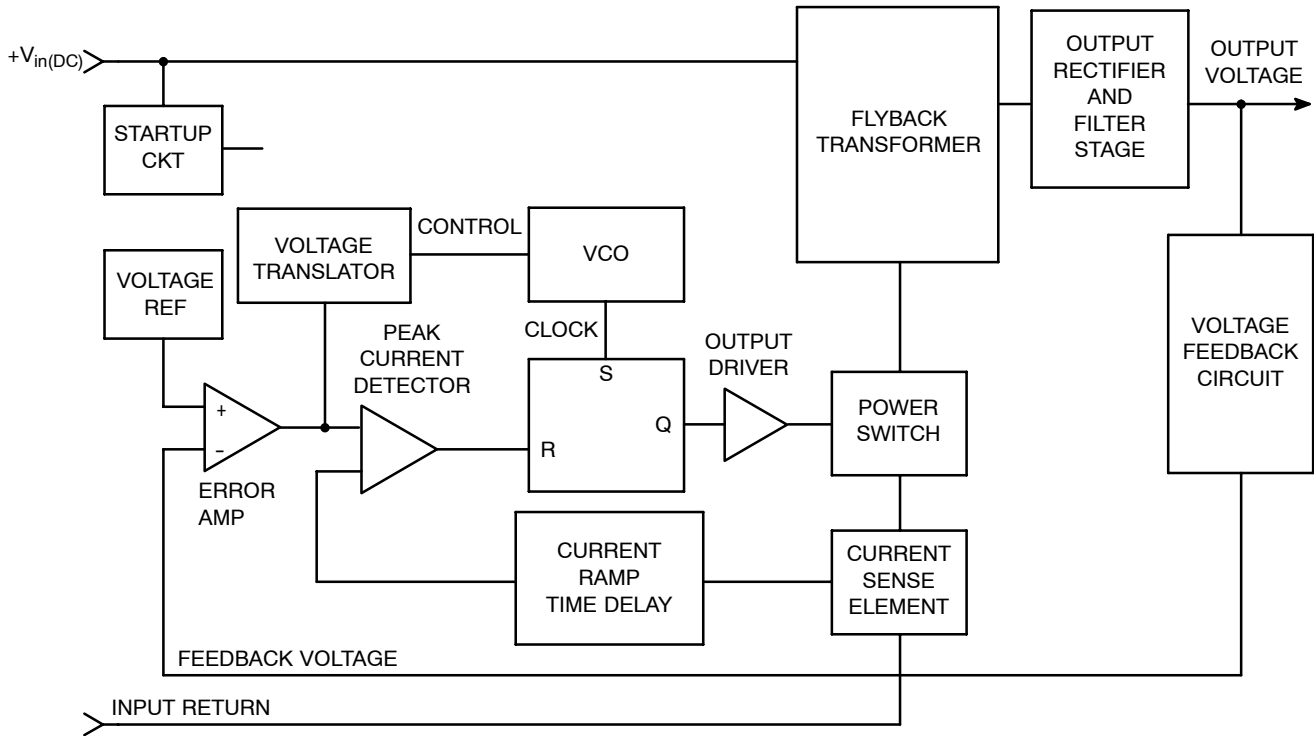 +Vin(DC)
STARTUP
CKT
FLYBACK
TRANSFORMER
OUTPUT
RECTIFIER
AND
FILTER
STAGE
OUTPUT
VOLTAGE
VOLTAGE
REF
VOLTAGE
TRANSLATOR
CONTROL
VCO
CLOCK
PEAK
CURRENT
DETECTOR
OUTPUT
DRIVER
VOLTAGE
FEEDBACK
CIRCUIT
+
−
ERROR
AMP
S
R
Q
POWER
SWITCH
CURRENT
RAMP
TIME DELAY
CURRENT
SENSE
ELEMENT
FEEDBACK VOLTAGE
INPUT RETURN